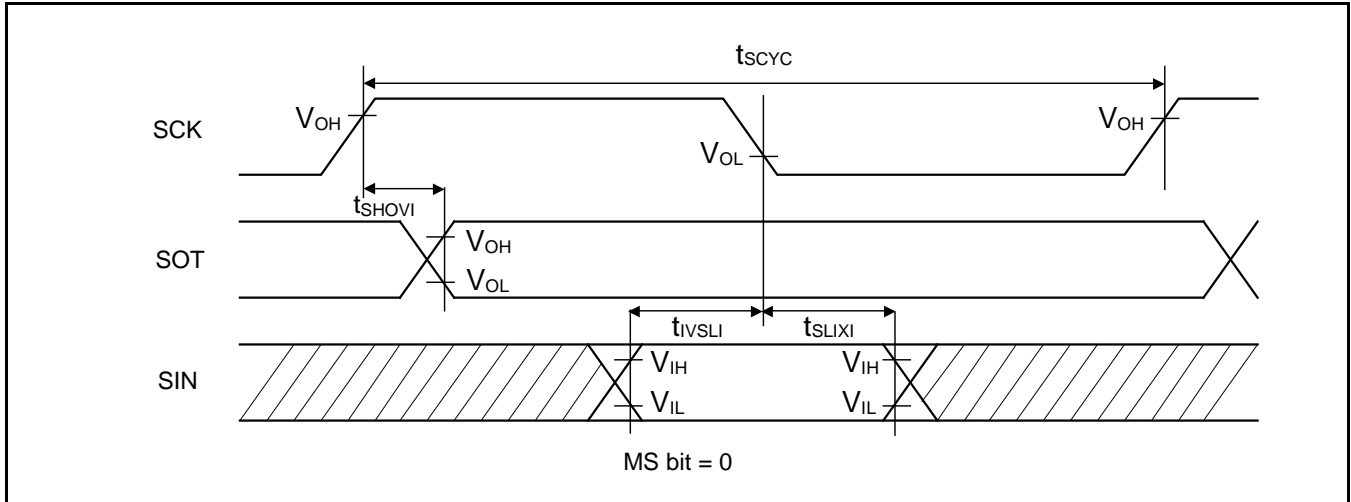 tSCYC
SCK
VOH
VOL
VOH
tSHOVI
SOT
VOH
VOL
tIVSLI
tSLIXI
SIN
VIH
VIH
VIL
VIL
MS bit = 0